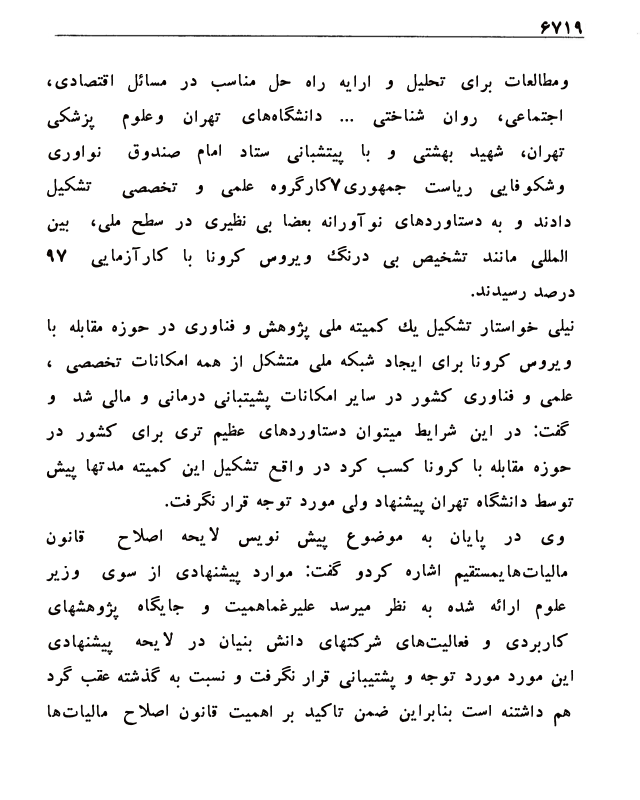 ۶۷۱۹
ومطالعات برای تحلیل و ارایه راه حل مناسب در مسائل اقتصادی،
اجتماعی، روان شناختی ... دانشگاه‌های تهران وعلوم پزشکی
تهران، شهید بهشتی و با پیتشبانی ستاد امام صندوق نواوری
وشکوفایی ریاست جمهوری۷کارگروه علمی و تخصصی تشکیل
دادند و به دستاوردهای نوآورانه بعضا بی نظیری در سطح ملی، بین
المللی مانند تشخیص بی درنگ ویروس کرونا با کارآزمایی ۹۷
درصد رسیدند.
نیلی خواستار تشکیل یك کمیته ملی پژوهش و فناوری در حوزه مقابله با
ویروس کرونا برای ایجاد شبکه ملی متشکل از همه امکانات تخصصی ،
علمی و فناوری کشور در سایر امکانات پشیتبانی درمانی و مالی شد و
گفت: در این شرایط میتوان دستاوردهای عظیم تری برای کشور در
حوزه مقابله با کرونا کسب کرد در واقع تشکیل این کمیته مدتها پیش
توسط دانشگاه تهران پیشنهاد ولی مورد توجه قرار نگرفت.
وی در پایان به موضوع پیش نویس لایحه اصلاح قانون
مالیات‌هایمستقیم اشاره کردو گفت: موارد پیشنهادی از سوی وزیر
علوم ارائه شده به نظر میرسد علیرغماهمیت و جایگاه پژوهشهای
کاربردی و فعالیت‌های شرکتهای دانش بنیان در لایحه پیشنهادی
این مورد مورد توجه و پشتیبانی قرار نگرفت و نسبت به گذشته عقب گرد
هم داشتنه است بنابراین ضمن تاکید بر اهمیت قانون اصلاح مالیات‌ها